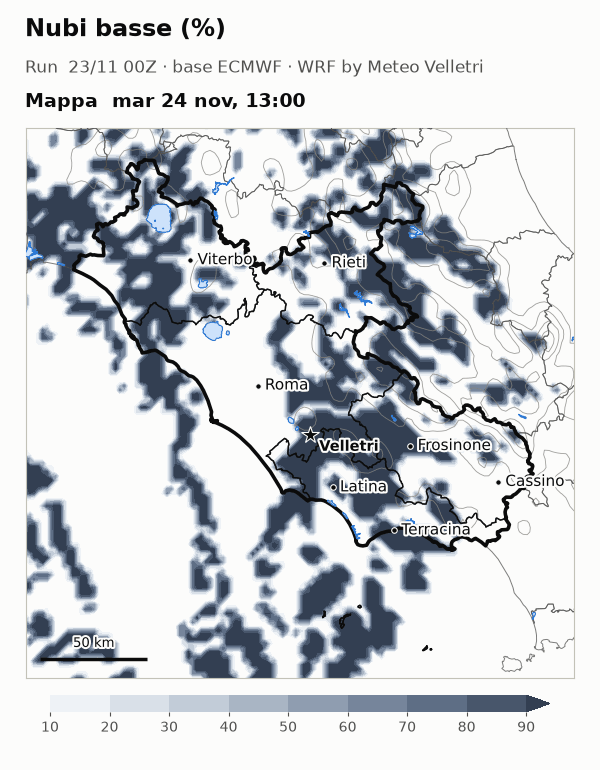 Nubi basse (%)
Run 23/11 00Z · base ECMWF · WRF by Meteo Velletri
Mappa mar 24 nov, 13:00
Viterbo
Rieti
Roma
Velletri
Frosinone
Latina
Cassino
Terracina
50 km
10 20 30 40 50 60 70 80 90